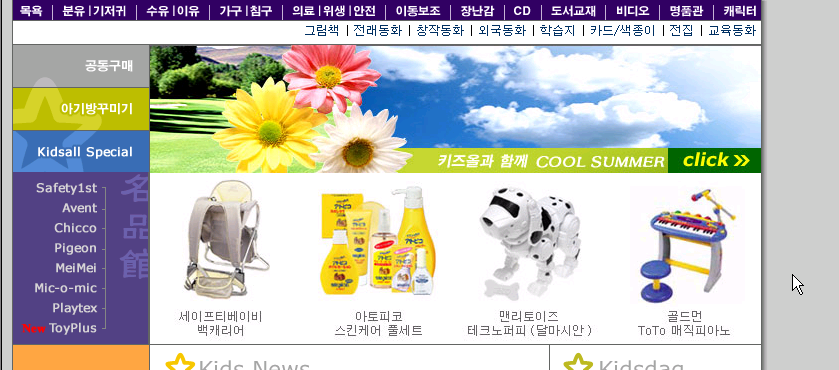 목욕 | 분유 | 기저귀 | 수유 | 이유 | 가구 | 침구 | 의료 | 위생 | 안전 | 이동보조 | 장난감 | CD | 도서교재 | 비디오 | 명품관 | 캐릭터
그림책 | 전래동화 | 창작동화 | 외국동화 | 학습지 | 카드/색종이 | 전집 | 교육동화
공동구매
아기방꾸미기
Kidsall Special
키즈올과 함께 COOL SUMMER click »
名品館
Safety1st
Avent
Chicco
Pigeon
MeiMei
Mic-o-mic
Playtex
New ToyPlus
세이프티베이비
백캐리어
아토피코
스킨케어 풀세트
맨리토이즈
테크노퍼피 (달마시안)
골드먼
ToTo 매직피아노
Kids News
Kidsdaq